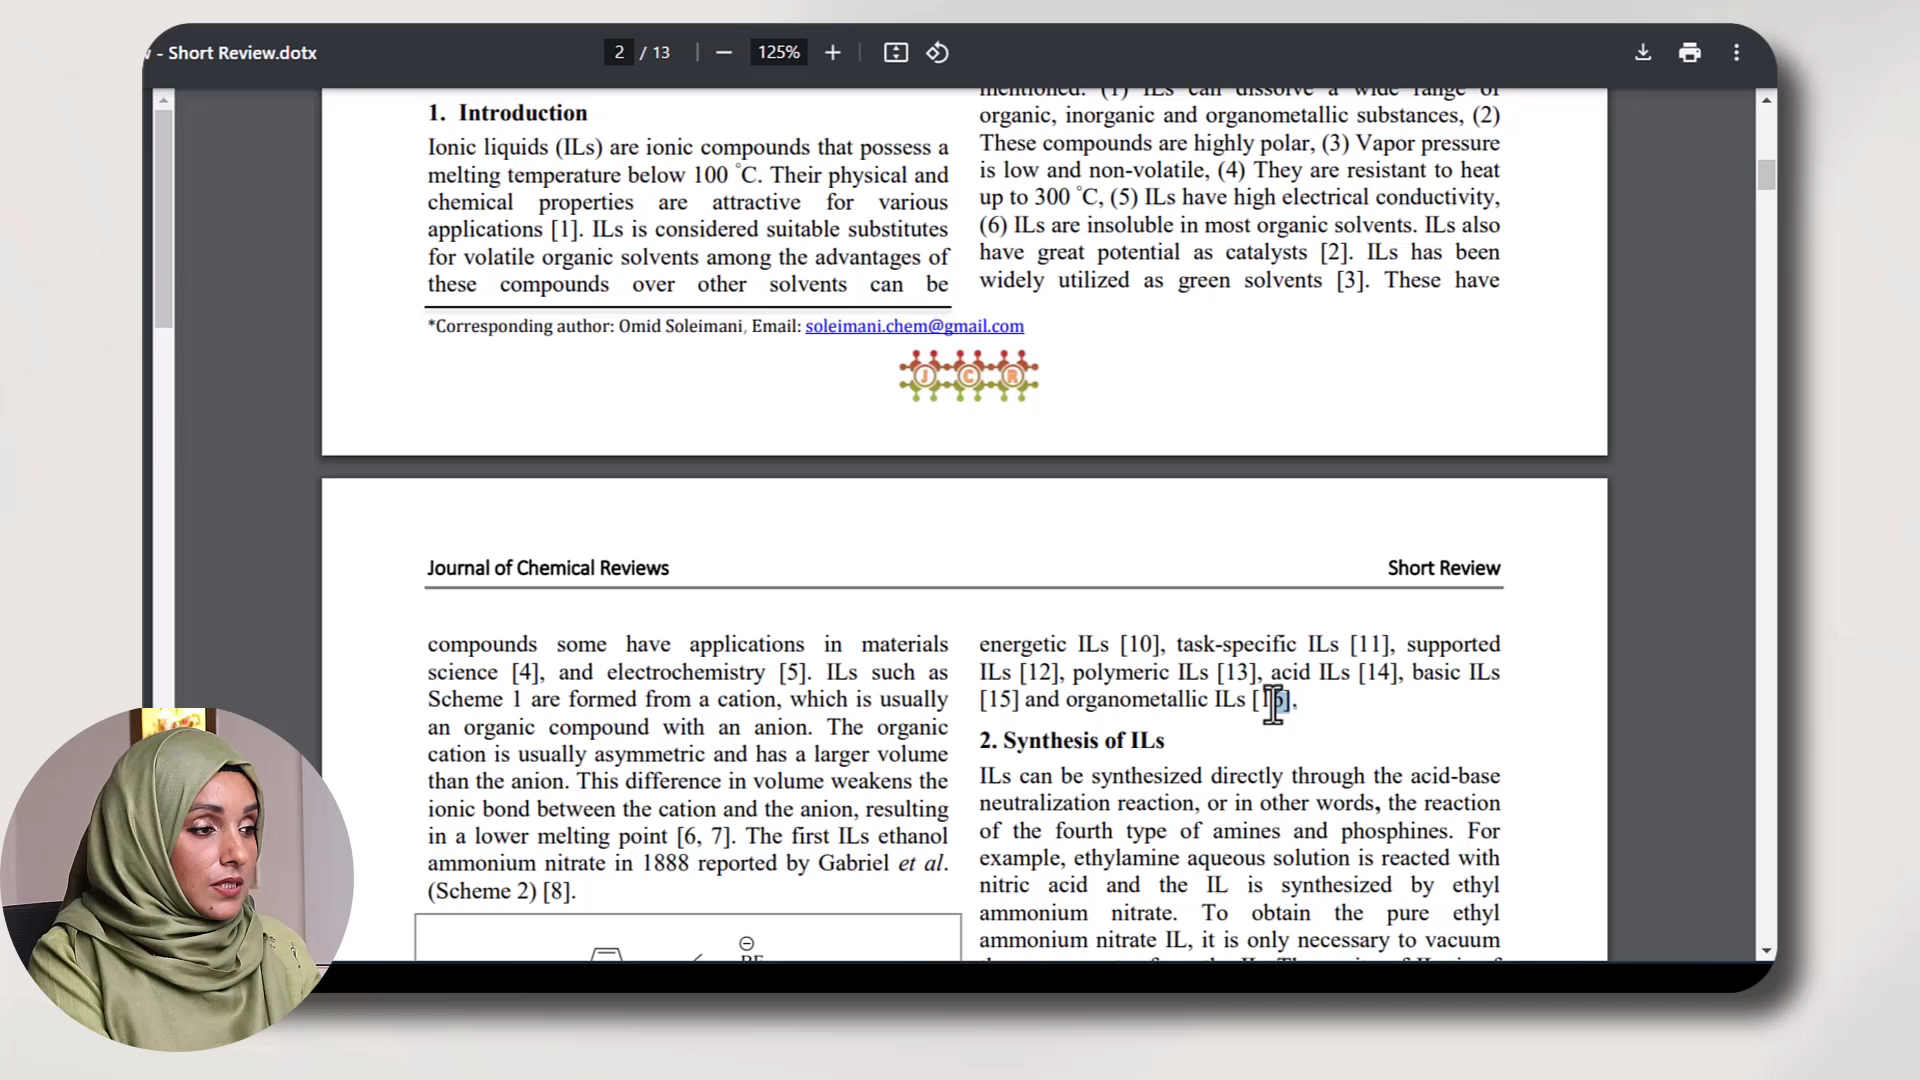 - Short Review.dotx
2 / 13
125%
1. Introduction
Ionic liquids (ILs) are ionic compounds that possess a
melting temperature below 100 °C. Their physical and
chemical properties are attractive for various
applications [1]. ILs is considered suitable substitutes
for volatile organic solvents among the advantages of
these compounds over other solvents can be
mentioned. (1) ILs can dissolve a wide range of
organic, inorganic and organometallic substances, (2)
These compounds are highly polar, (3) Vapor pressure
is low and non-volatile, (4) They are resistant to heat
up to 300 °C, (5) ILs have high electrical conductivity,
(6) ILs are insoluble in most organic solvents. ILs also
have great potential as catalysts [2]. ILs has been
widely utilized as green solvents [3]. These have
*Corresponding author: Omid Soleimani, Email: soleimani.chem@gmail.com
J C R
Journal of Chemical Reviews
Short Review
compounds some have applications in materials
science [4], and electrochemistry [5]. ILs such as
Scheme 1 are formed from a cation, which is usually
an organic compound with an anion. The organic
cation is usually asymmetric and has a larger volume
than the anion. This difference in volume weakens the
ionic bond between the cation and the anion, resulting
in a lower melting point [6, 7]. The first ILs ethanol
ammonium nitrate in 1888 reported by Gabriel et al.
(Scheme 2) [8].
energetic ILs [10], task-specific ILs [11], supported
ILs [12], polymeric ILs [13], acid ILs [14], basic ILs
[15] and organometallic ILs [16],
2. Synthesis of ILs
ILs can be synthesized directly through the acid-base
neutralization reaction, or in other words, the reaction
of the fourth type of amines and phosphines. For
example, ethylamine aqueous solution is reacted with
nitric acid and the IL is synthesized by ethyl
ammonium nitrate. To obtain the pure ethyl
ammonium nitrate IL, it is only necessary to vacuum